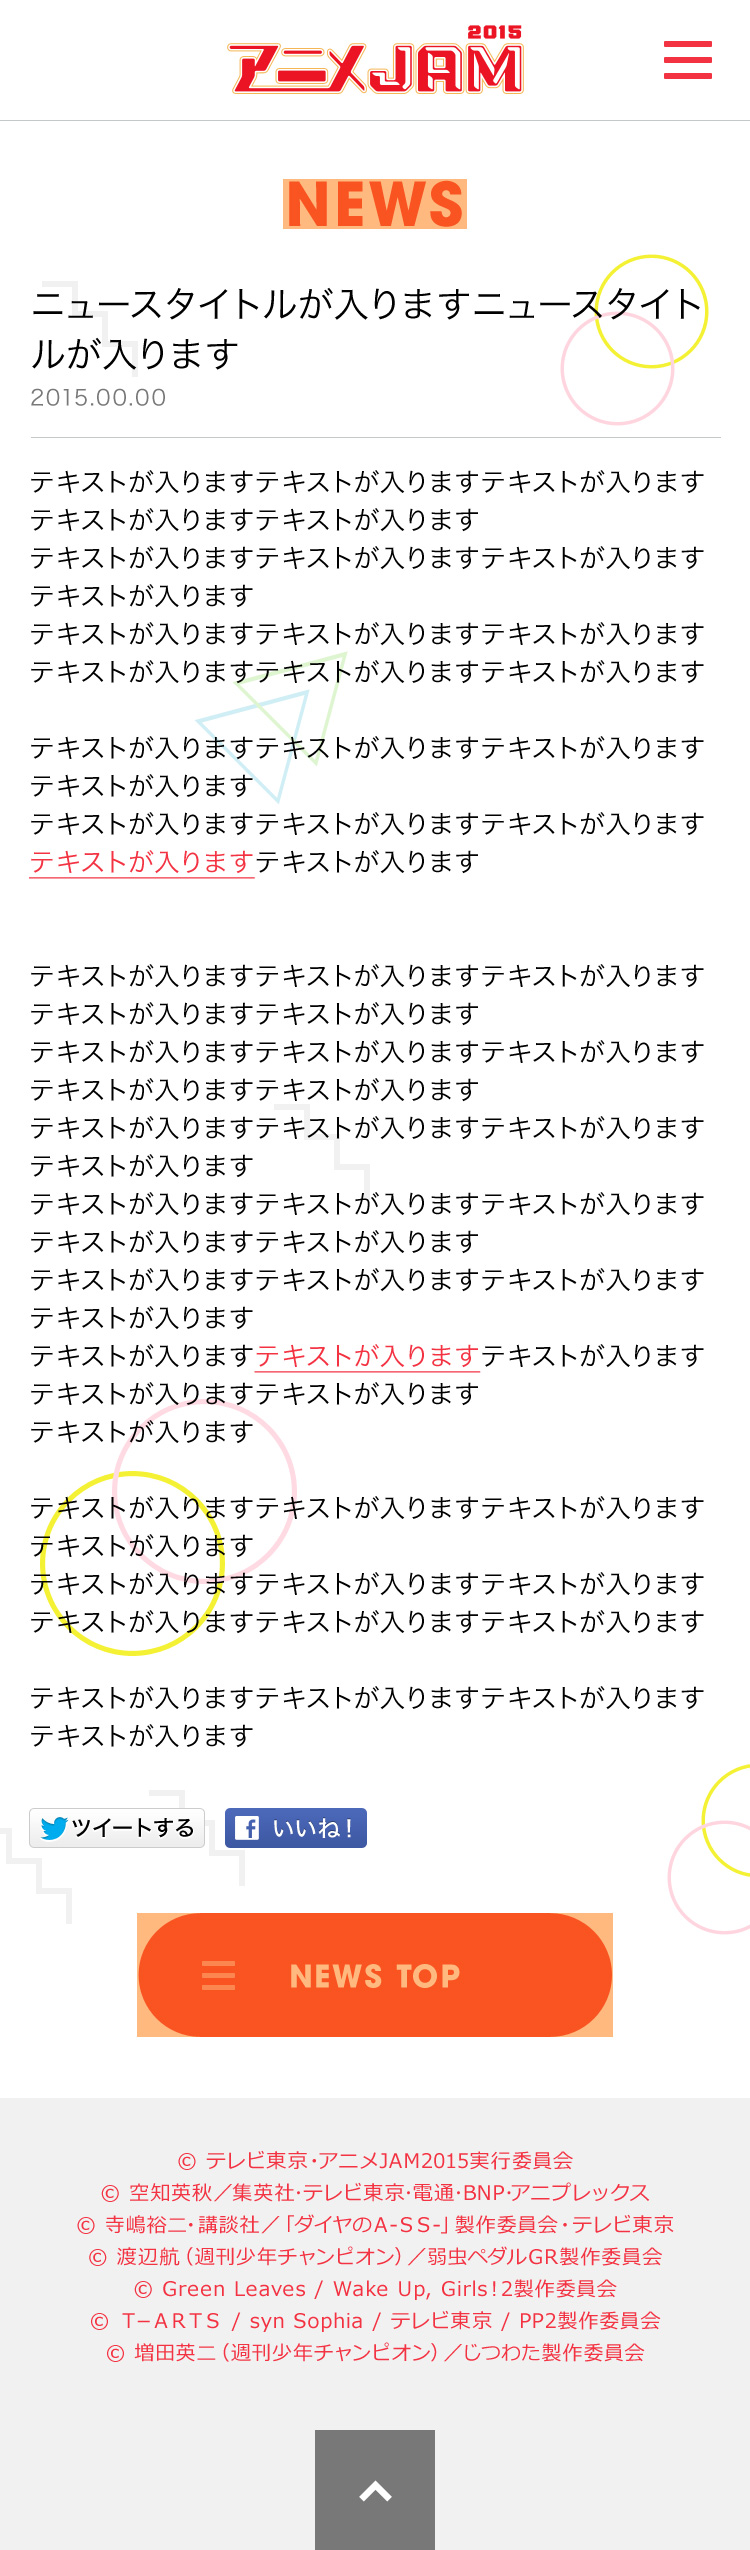 2015
アニメJAM
NEWS
ニュースタイトルが入りますニュースタイト
ルが入ります
2015.00.00
テキストが入りますテキストが入りますテキストが入ります
テキストが入りますテキストが入ります
テキストが入りますテキストが入りますテキストが入ります
テキストが入ります
テキストが入りますテキストが入りますテキストが入ります
テキストが入りますテキストが入りますテキストが入ります
テキストが入りますテキストが入りますテキストが入ります
テキストが入ります
テキストが入りますテキストが入りますテキストが入ります
テキストが入りますテキストが入ります
テキストが入りますテキストが入りますテキストが入ります
テキストが入りますテキストが入ります
テキストが入りますテキストが入りますテキストが入ります
テキストが入りますテキストが入ります
テキストが入りますテキストが入りますテキストが入ります
テキストが入ります
テキストが入りますテキストが入りますテキストが入ります
テキストが入りますテキストが入ります
テキストが入りますテキストが入りますテキストが入ります
テキストが入ります
テキストが入りますテキストが入りますテキストが入ります
テキストが入りますテキストが入ります
テキストが入ります
テキストが入りますテキストが入りますテキストが入ります
テキストが入ります
テキストが入りますテキストが入りますテキストが入ります
テキストが入りますテキストが入りますテキストが入ります
テキストが入りますテキストが入りますテキストが入ります
テキストが入ります
ツイートする いいね！
NEWS TOP
© テレビ東京・アニメJAM2015実行委員会
© 空知英秋／集英社・テレビ東京・電通・BNP・アニプレックス
© 寺嶋裕二・講談社／「ダイヤのA-SS-」製作委員会・テレビ東京
© 渡辺航（週刊少年チャンピオン）／弱虫ペダルGR製作委員会
© Green Leaves / Wake Up, Girls！2製作委員会
© T−ARTS / syn Sophia / テレビ東京 / PP2製作委員会
© 増田英二（週刊少年チャンピオン）／じつわた製作委員会